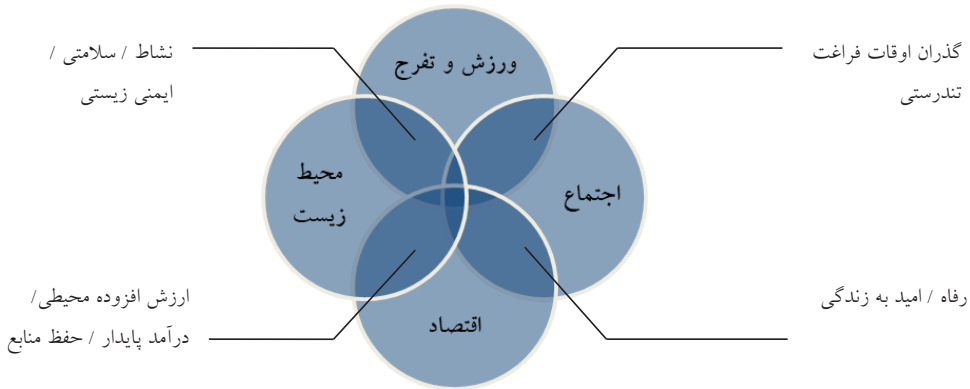 ورزش و تفرج
گذران اوقات فراغت
تندرستی
نشاط / سلامتی /
ایمنی زیستی
اجتماع
محیط
زیست
رفاه / امید به زندگی
ارزش افزوده محیطی/
درآمد پایدار / حفظ منابع
اقتصاد